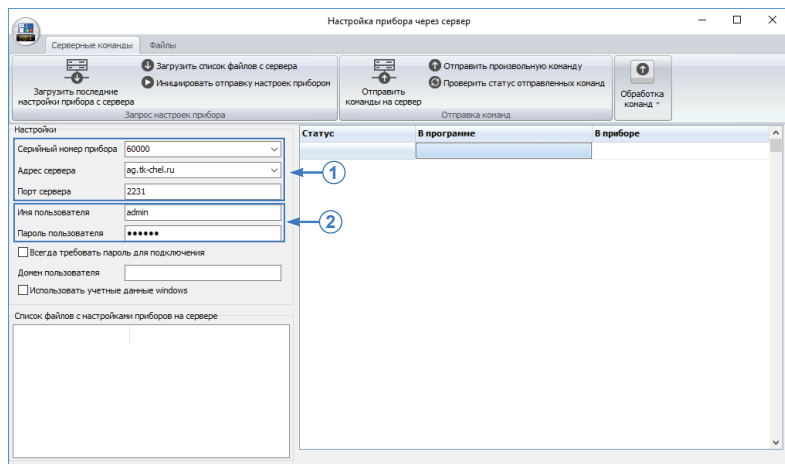 Настройка прибора через сервер
Серверные команды
Файлы
Загрузить последние
настройки прибора с сервера
Загрузить список файлов с сервера
Инициировать отправку настроек прибором
Запрос настроек прибора
Отправить
команды на сервер
Отправить произвольную команду
Проверить статус отправленных команд
Отправка команд
Обработка
команд
Настройки
Серийный номер прибора 60000
Адрес сервера ag.tk-chel.ru
Порт сервера 2231
1
Имя пользователя admin
Пароль пользователя ●●●●●●
2
Всегда требовать пароль для подключения
Домен пользователя
Использовать учетные данные windows
Список файлов с настройками приборов на сервере
Статус В программе В приборе